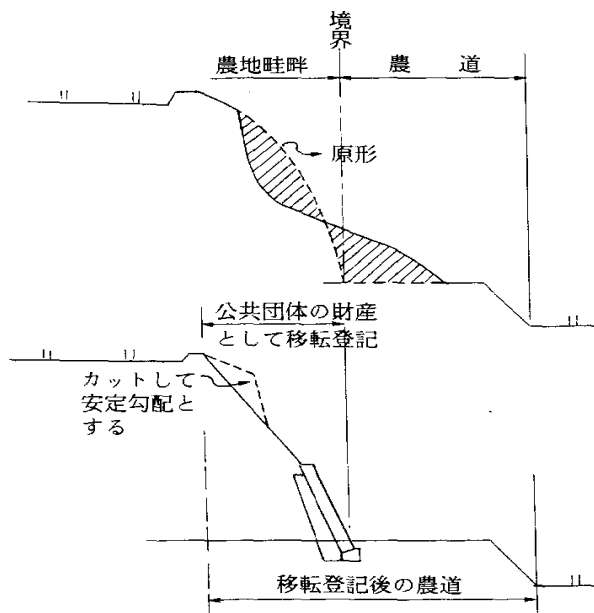 境界
農地畦畔
農道
原形
公共団体の財産
として移転登記
カットして
安定勾配と
する
移転登記後の農道